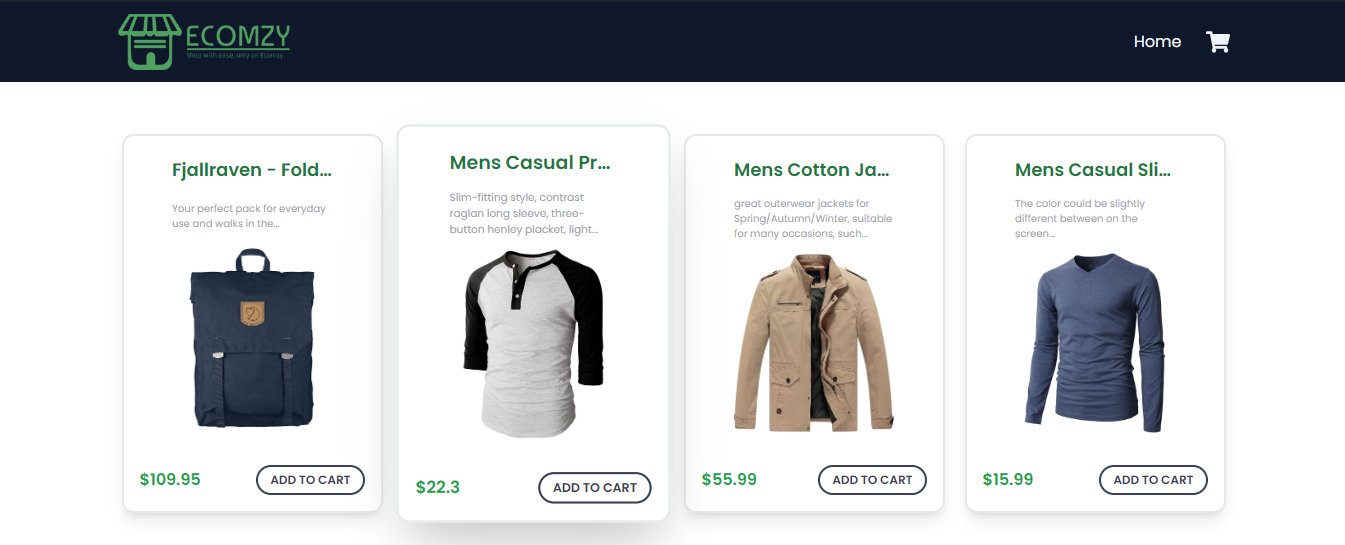 ECOMZY
Shop with ease, only on Ecomzy.
Home
Fjallraven - Fold...
Your perfect pack for everyday
use and walks in the...
$109.95
ADD TO CART
Mens Casual Pr...
Slim-fitting style, contrast
raglan long sleeve, three-
button henley placket, light...
$22.3
ADD TO CART
Mens Cotton Ja...
great outerwear jackets for
Spring/Autumn/Winter, suitable
for many occasions, such...
$55.99
ADD TO CART
Mens Casual Sli...
The color could be slightly
different between on the
screen...
$15.99
ADD TO CART